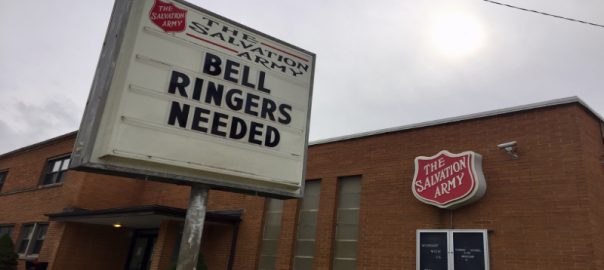 THE
SALVATION
ARMY
THE
SALVATION
ARMY
BELL
RINGERS
NEEDED
THE
SALVATION
ARMY